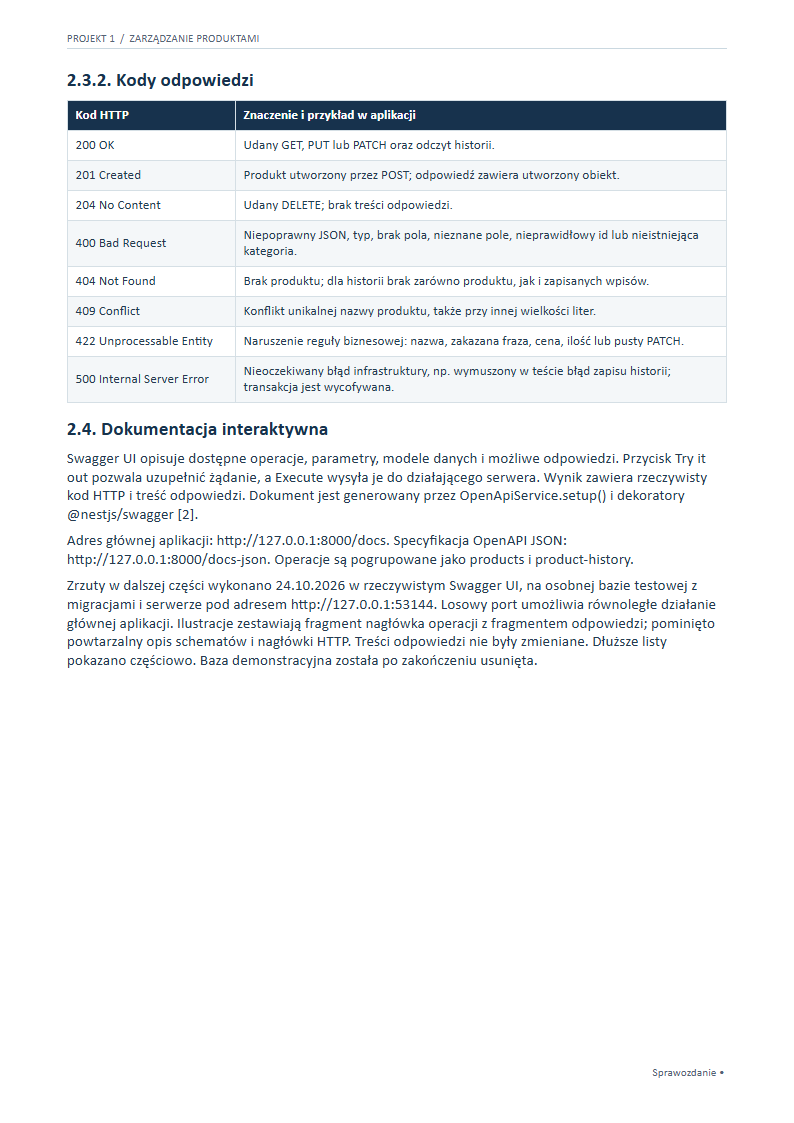 PROJEKT 1 / ZARZĄDZANIE PRODUKTAMI
2.3.2. Kody odpowiedzi
Kod HTTP Znaczenie i przykład w aplikacji
200 OK Udany GET, PUT lub PATCH oraz odczyt historii.
201 Created Produkt utworzony przez POST; odpowiedź zawiera utworzony obiekt.
204 No Content Udany DELETE; brak treści odpowiedzi.
400 Bad Request Niepoprawny JSON, typ, brak pola, nieznane pole, nieprawidłowy id lub nieistniejąca
kategoria.
404 Not Found Brak produktu; dla historii brak zarówno produktu, jak i zapisanych wpisów.
409 Conflict Konflikt unikalnej nazwy produktu, także przy innej wielkości liter.
422 Unprocessable Entity Naruszenie reguły biznesowej: nazwa, zakazana fraza, cena, ilość lub pusty PATCH.
500 Internal Server Error Nieoczekiwany błąd infrastruktury, np. wymuszony w teście błąd zapisu historii;
transakcja jest wycofywana.
2.4. Dokumentacja interaktywna
Swagger UI opisuje dostępne operacje, parametry, modele danych i możliwe odpowiedzi. Przycisk Try it
out pozwala uzupełnić żądanie, a Execute wysyła je do działającego serwera. Wynik zawiera rzeczywisty
kod HTTP i treść odpowiedzi. Dokument jest generowany przez OpenApiService.setup() i dekoratory
@nestjs/swagger [2].
Adres głównej aplikacji: http://127.0.0.1:8000/docs. Specyfikacja OpenAPI JSON:
http://127.0.0.1:8000/docs-json. Operacje są pogrupowane jako products i product-history.
Zrzuty w dalszej części wykonano 24.10.2026 w rzeczywistym Swagger UI, na osobnej bazie testowej z
migracjami i serwerze pod adresem http://127.0.0.1:53144. Losowy port umożliwia równoległe działanie
głównej aplikacji. Ilustracje zestawiają fragment nagłówka operacji z fragmentem odpowiedzi; pominięto
powtarzalny opis schematów i nagłówki HTTP. Treści odpowiedzi nie były zmieniane. Dłuższe listy
pokazano częściowo. Baza demonstracyjna została po zakończeniu usunięta.
Sprawozdanie •